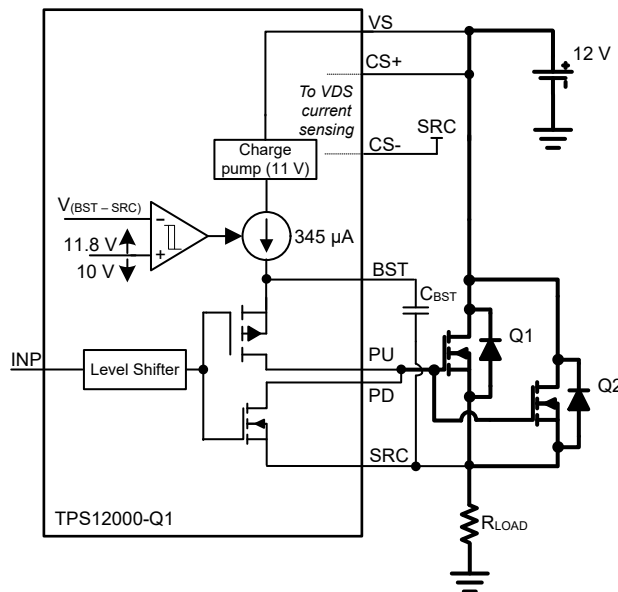 VS
12 V
CS+
To VDS
current
sensing
SRC
CS-
Charge
pump (11 V)
V(BST – SRC)
345 µA
11.8 V
10 V
BST
CBST
Q1
INP
Level Shifter
PU
PD
Q2
SRC
RLOAD
TPS12000-Q1